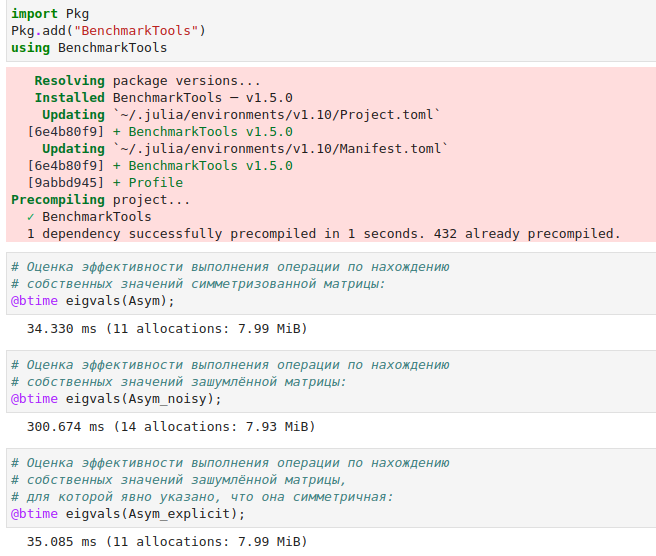 import Pkg
Pkg.add("BenchmarkTools")
using BenchmarkTools
Resolving package versions...
Installed BenchmarkTools ─ v1.5.0
Updating `~/.julia/environments/v1.10/Project.toml`
[6e4b80f9] + BenchmarkTools v1.5.0
Updating `~/.julia/environments/v1.10/Manifest.toml`
[6e4b80f9] + BenchmarkTools v1.5.0
[9abbd945] + Profile
Precompiling project...
✓ BenchmarkTools
1 dependency successfully precompiled in 1 seconds. 432 already precompiled.
# Оценка эффективности выполнения операции по нахождению
# собственных значений симметризованной матрицы:
@btime eigvals(Asym);
34.330 ms (11 allocations: 7.99 MiB)
# Оценка эффективности выполнения операции по нахождению
# собственных значений зашумлённой матрицы:
@btime eigvals(Asym_noisy);
300.674 ms (14 allocations: 7.93 MiB)
# Оценка эффективности выполнения операции по нахождению
# собственных значений зашумлённой матрицы,
# для которой явно указано, что она симметричная:
@btime eigvals(Asym_explicit);
35.085 ms (11 allocations: 7.99 MiB)